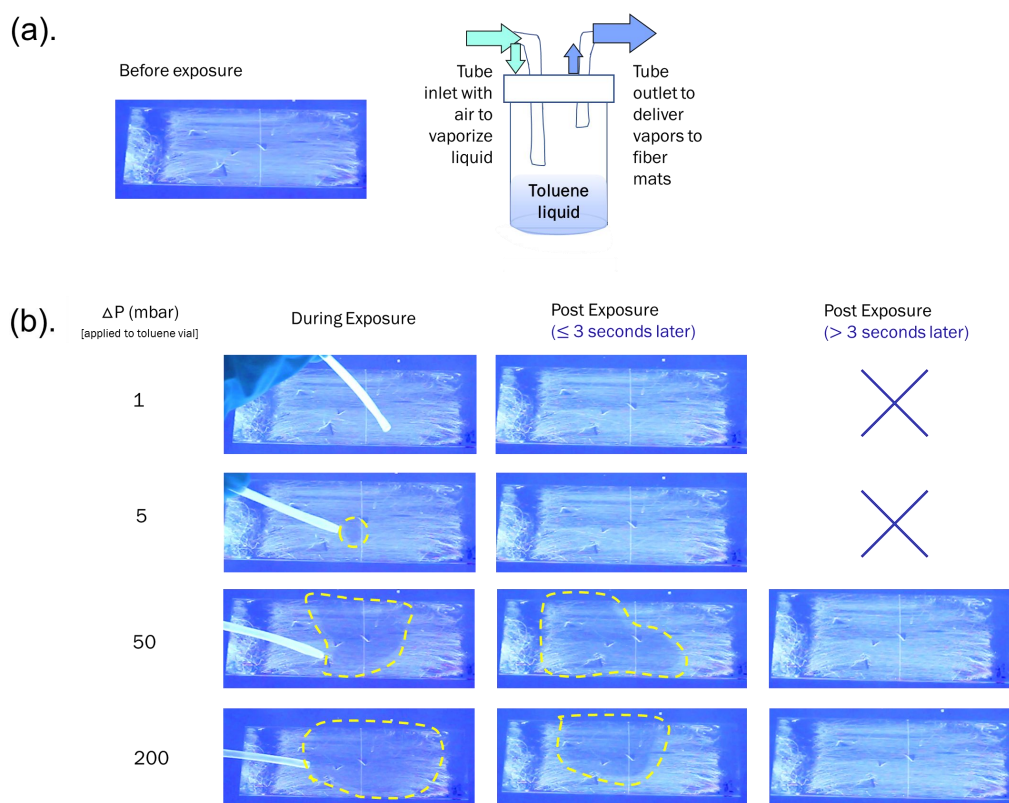 (a).
Before exposure
Tube
inlet with
air to
vaporize
liquid
Toluene
liquid
Tube
outlet to
deliver
vapors to
fiber
mats
(b).
△P (mbar)
[applied to toluene vial]
During Exposure
Post Exposure
(≤ 3 seconds later)
Post Exposure
(> 3 seconds later)
1
5
50
200